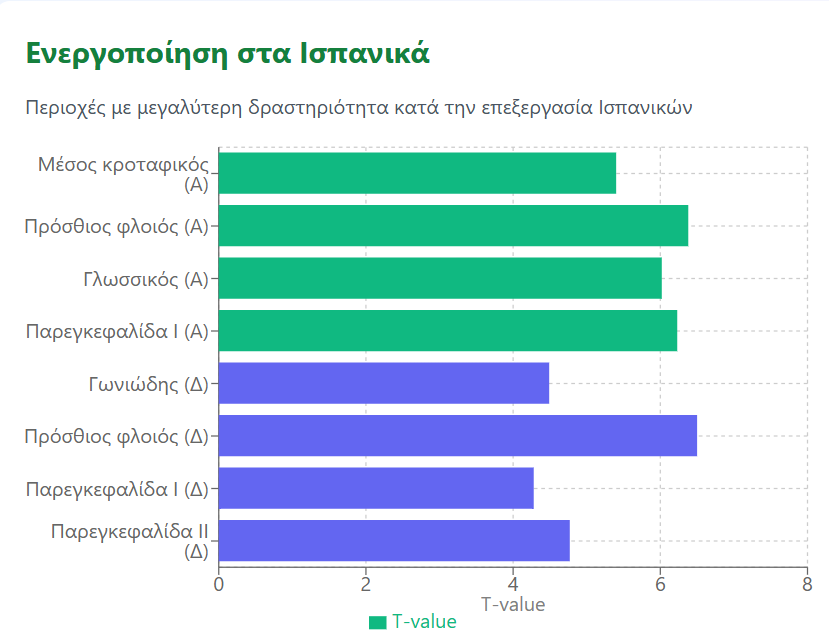 Ενεργοποίηση στα Ισπανικά
Περιοχές με μεγαλύτερη δραστηριότητα κατά την επεξεργασία Ισπανικών
Μέσος κροταφικός
(Α)
Πρόσθιος φλοιός (Α)
Γλωσσικός (Α)
Παρεγκεφαλίδα I (Α)
Γωνιώδης (Δ)
Πρόσθιος φλοιός (Δ)
Παρεγκεφαλίδα I (Δ)
Παρεγκεφαλίδα II
(Δ)
0 2 4 6 8
T-value
T-value